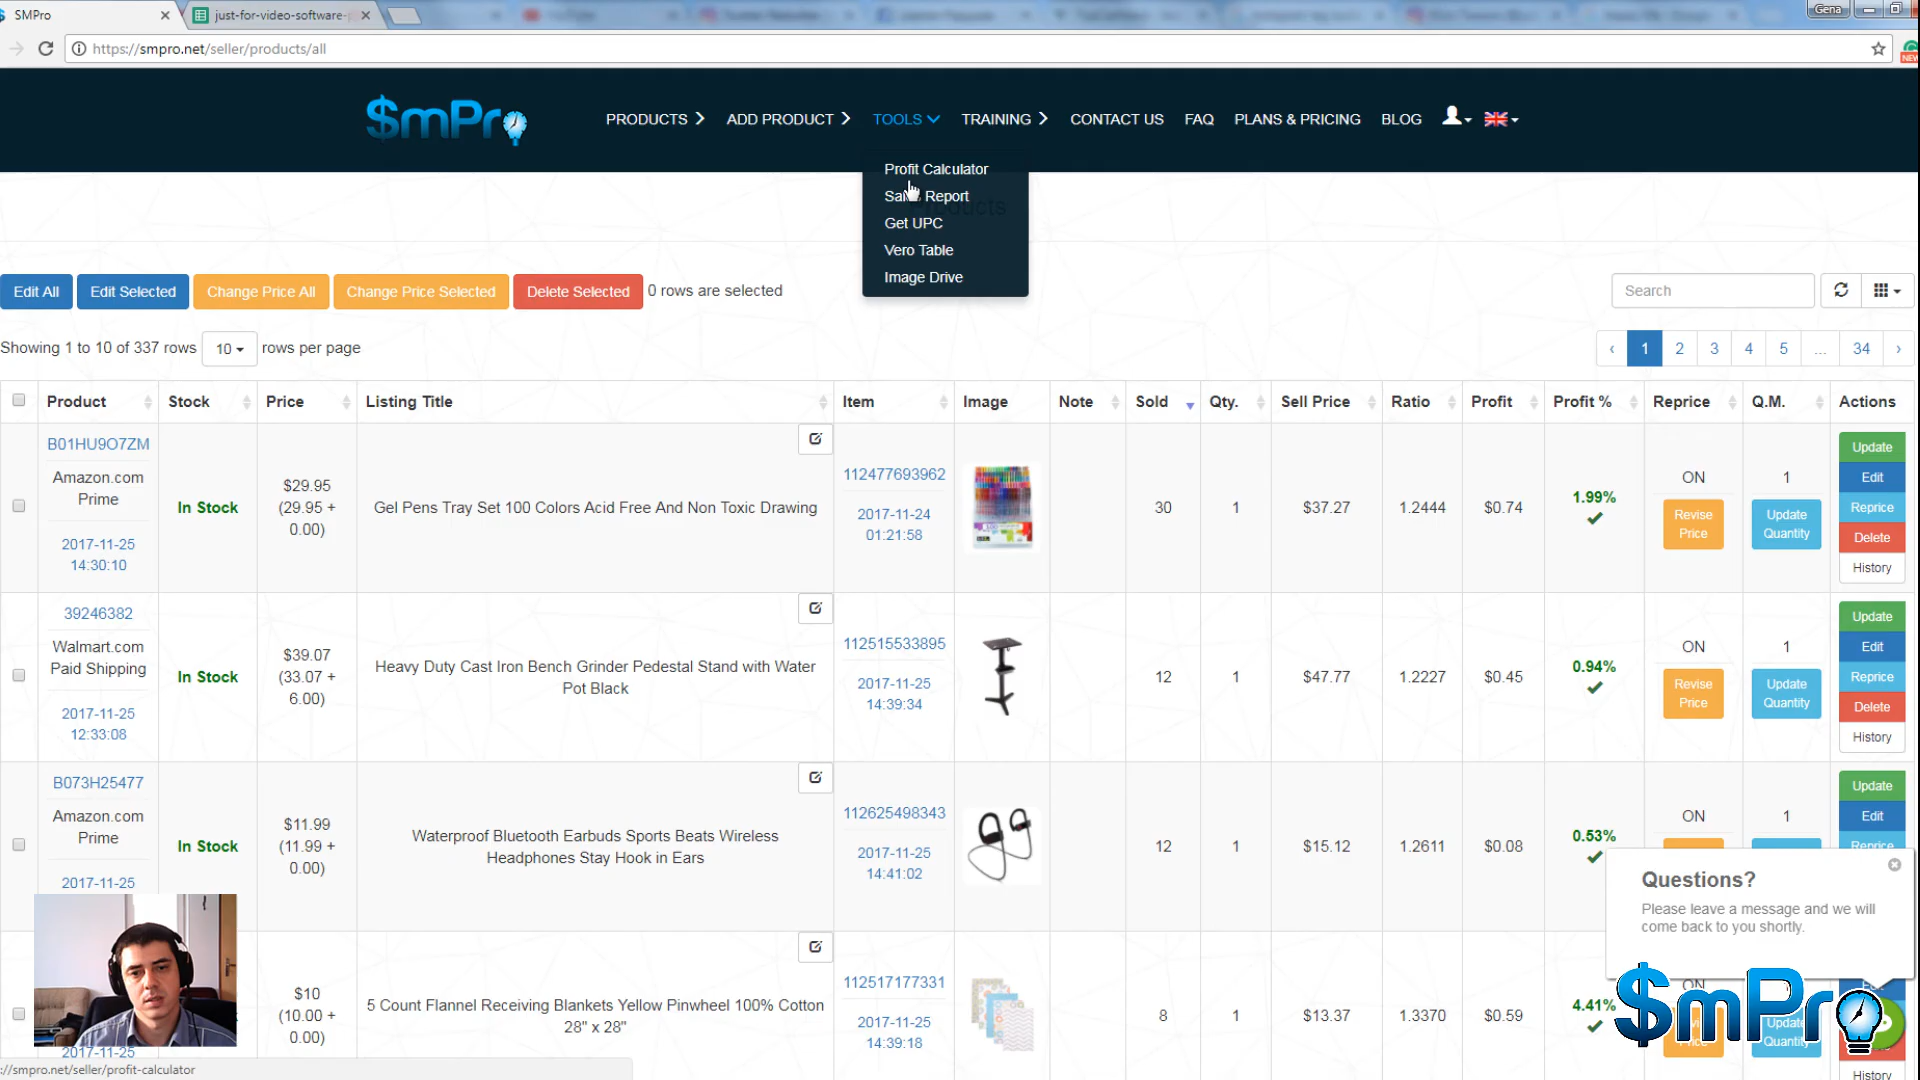 SMPro
just-for-video-software-
Gena
https://smpro.net/seller/products/all
NEW
$mPro
PRODUCTS
ADD PRODUCT
TOOLS
TRAINING
CONTACT US
FAQ
PLANS & PRICING
BLOG
Profit Calculator
Report
Get UPC
Vero Table
Image Drive
Edit All
Edit Selected
Change Price All
Change Price Selected
Delete Selected
0 rows are selected
Search
Showing 1 to 10 of 337 rows
10
rows per page
‹ 1 2 3 4 5 ... 34 ›
Product
Stock
Price
Listing Title
Item
Image
Note
Sold
Qty.
Sell Price
Ratio
Profit
Profit %
Reprice
Q.M.
Actions
B01HU9O7ZM
Amazon.com
Prime
2017-11-25
14:30:10
In Stock
$29.95
(29.95 +
0.00)
Gel Pens Tray Set 100 Colors Acid Free And Non Toxic Drawing
112477693962
2017-11-24
01:21:58
30
1
$37.27
1.2444
$0.74
1.99%
ON
Revise
Price
1
Update
Quantity
Update
Edit
Reprice
Delete
History
39246382
Walmart.com
Paid Shipping
2017-11-25
12:33:08
In Stock
$39.07
(33.07 +
6.00)
Heavy Duty Cast Iron Bench Grinder Pedestal Stand with Water
Pot Black
112515533895
2017-11-25
14:39:34
12
1
$47.77
1.2227
$0.45
0.94%
ON
Revise
Price
1
Update
Quantity
Update
Edit
Reprice
Delete
History
B073H25477
Amazon.com
Prime
2017-11-25
In Stock
$11.99
(11.99 +
0.00)
Waterproof Bluetooth Earbuds Sports Beats Wireless
Headphones Stay Hook in Ears
112625498343
2017-11-25
14:41:02
12
1
$15.12
1.2611
$0.08
0.53%
ON
1
Update
Edit
Reprice
Questions?
Please leave a message and we will
come back to you shortly.
2017-11-25
$10
(10.00 +
0.00)
5 Count Flannel Receiving Blankets Yellow Pinwheel 100% Cotton
28" x 28"
112517177331
2017-11-25
14:39:18
8
1
$13.37
1.3370
$0.59
4.41%
ON
Update
Quantity
$mPro
History
://smpro.net/seller/profit-calculator